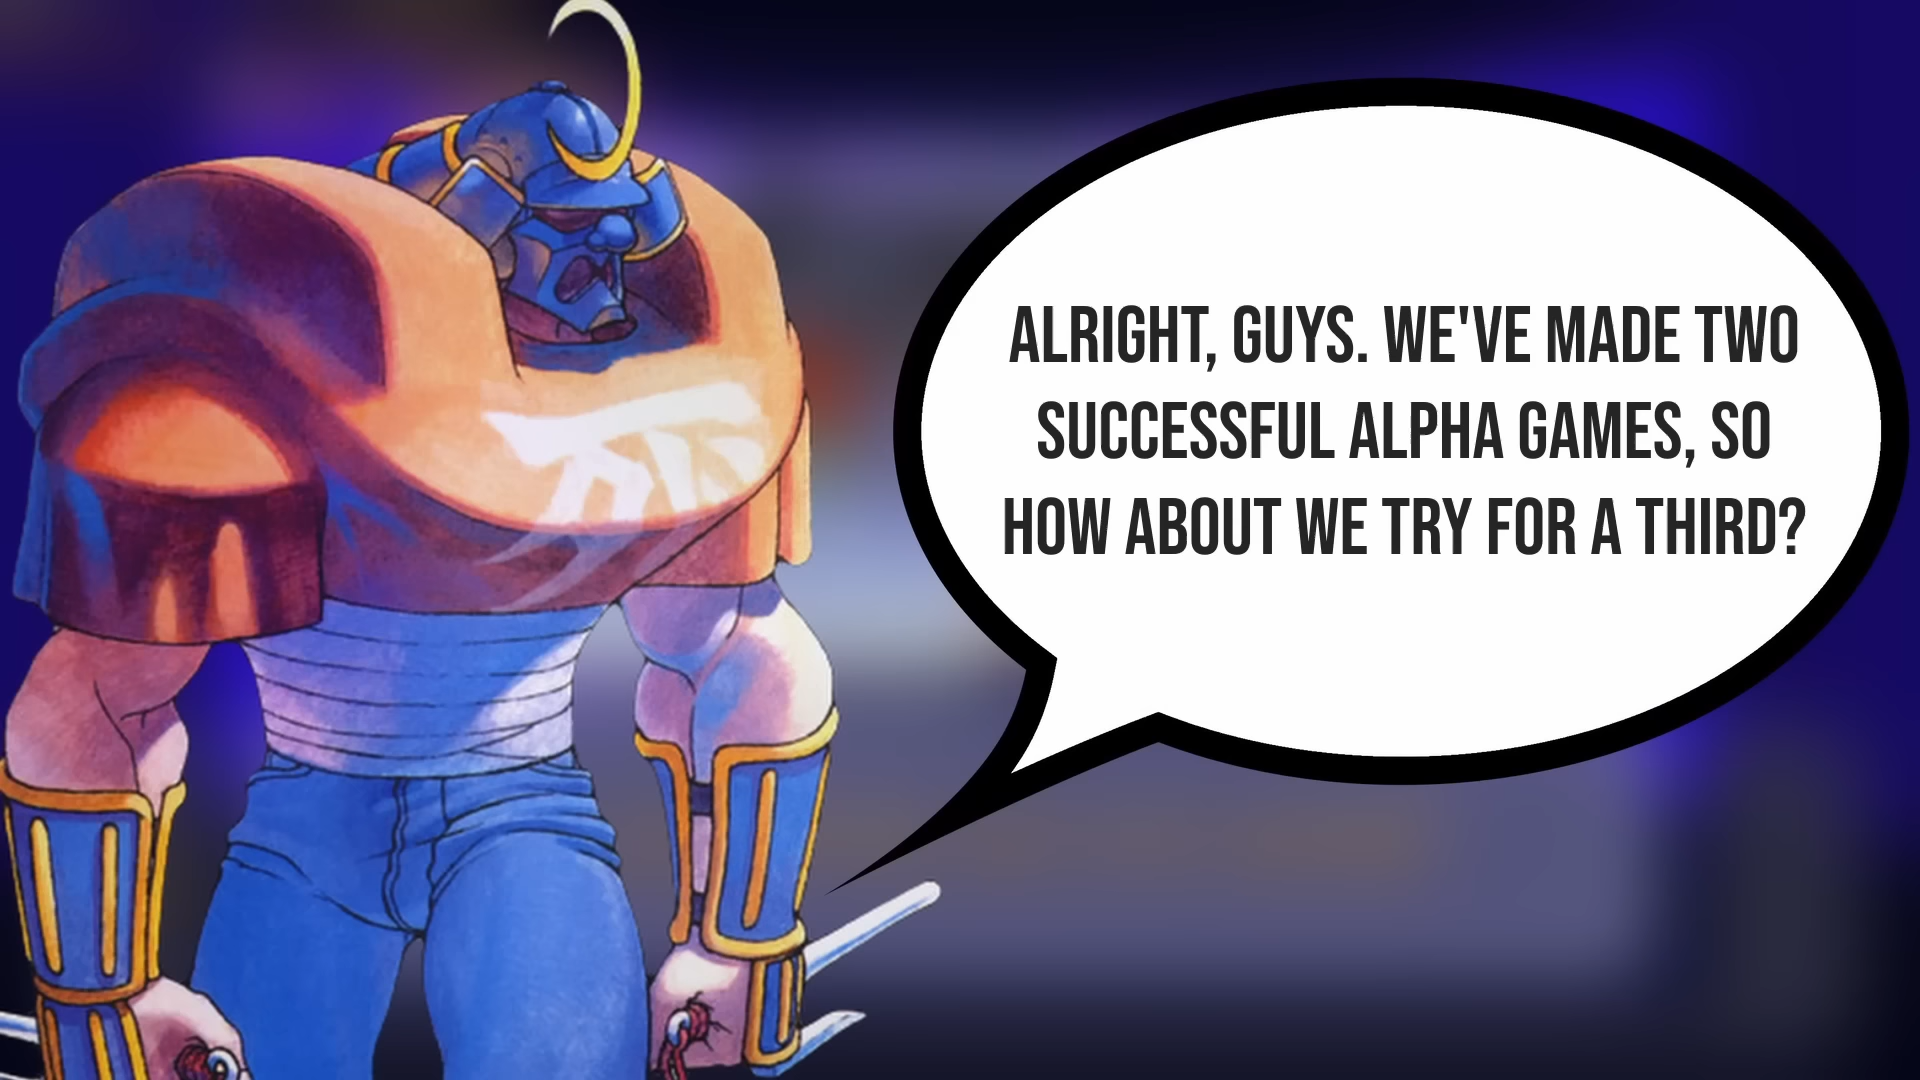 ALRIGHT, GUYS. WE'VE MADE TWO
SUCCESSFUL ALPHA GAMES, SO
HOW ABOUT WE TRY FOR A THIRD?